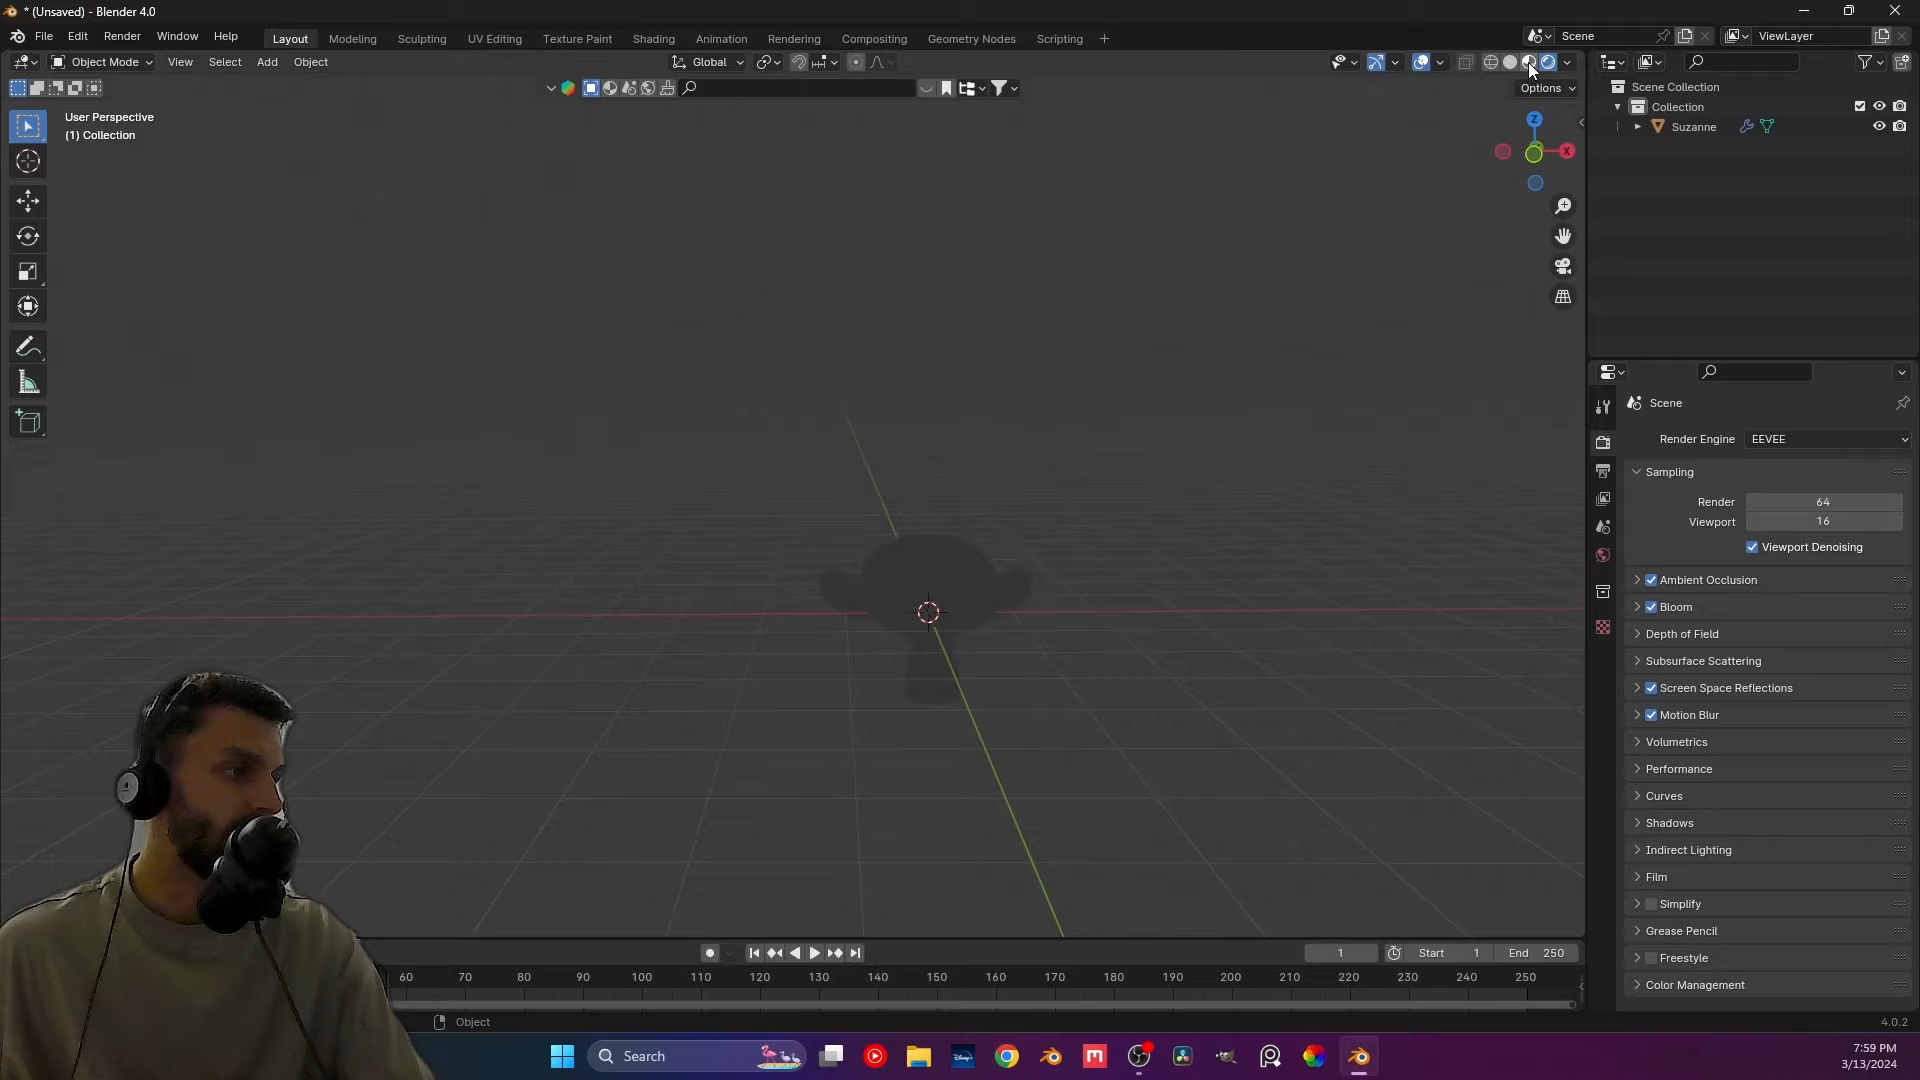 * (Unsaved) - Blender 4.0
File Edit Render Window Help Layout Modeling Sculpting UV Editing Texture Paint Shading Animation Rendering Compositing Geometry Nodes Scripting + Scene ViewLayer
Object Mode View Select Add Object Global
Options
User Perspective
(1) Collection
Z
X
Scene Collection
Collection
Suzanne
Scene
Render Engine EEVEE
Sampling
Render 64
Viewport 16
Viewport Denoising
Ambient Occlusion
Bloom
Depth of Field
Subsurface Scattering
Screen Space Reflections
Motion Blur
Volumetrics
Performance
Curves
Shadows
Indirect Lighting
Film
Simplify
Grease Pencil
Freestyle
Color Management
1 Start 1 End 250
60 70 80 90 100 110 120 130 140 150 160 170 180 190 200 210 220 230 240 250
Object 4.0.2
Search
Disney+
M
7:59 PM
3/13/2024